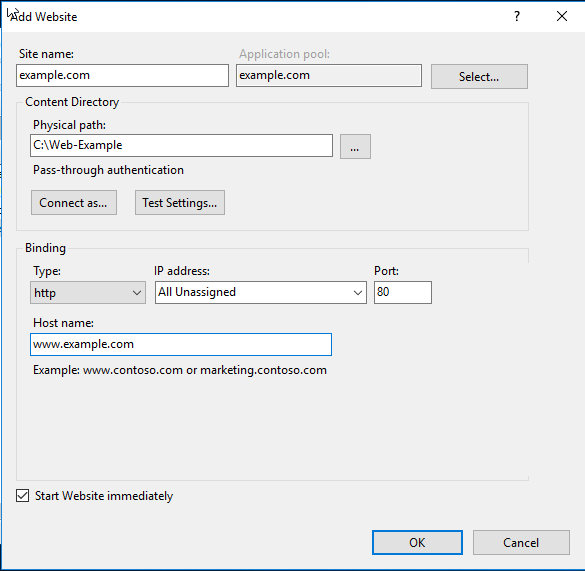 Add Website
?
Site name:
Application pool:
example.com
example.com
Select...
Content Directory
Physical path:
C:\Web-Example
...
Pass-through authentication
Connect as...
Test Settings...
Binding
Type:
IP address:
Port:
http
All Unassigned
80
Host name:
www.example.com
Example: www.contoso.com or marketing.contoso.com
Start Website immediately
OK
Cancel